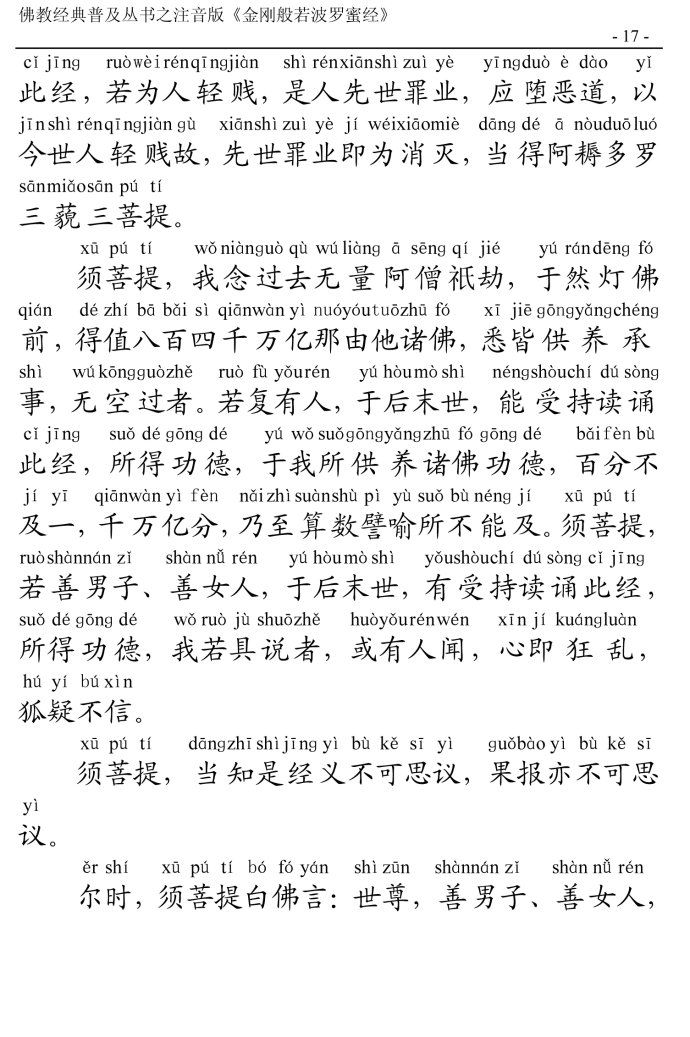 佛教经典普及丛书之注音版《金刚般若波罗蜜经》
- 17 -
cǐ jīng ruòwèirénqīngjiàn shì rénxiānshì zuì yè yīngduò è dào yǐ
此经，若为人轻贱，是人先世罪业，应堕恶道，以
jīnshì rénqīngjiàn gù xiānshì zuì yè jí wéixiāomiè dāng dé ā nòuduōluó
今世人轻贱故，先世罪业即为消灭，当得阿耨多罗
sānmiǎosān pú tí
三藐三菩提。
xū pú tí wǒ niànguò qù wú liàng ā sēng qí jié yú rándēng fó
须菩提，我念过去无量阿僧祇劫，于然灯佛
qián dé zhí bā bǎi sì qiānwàn yì nuóyóutuōzhū fó xī jiē gōngyǎngchéng
前，得值八百四千万亿那由他诸佛，悉皆供养承
shì wú kōngguòzhě ruò fù yǒurén yú hòumò shì néngshòuchí dú sòng
事，无空过者。若复有人，于后末世，能受持读诵
cǐ jīng suǒ dé gōng dé yú wǒ suǒgōngyǎngzhū fó gōng dé bǎifèn bù
此经，所得功德，于我所供养诸佛功德，百分不
jí yī qiānwàn yì fèn nǎizhì suànshù pì yù suǒ bù néng jí xū pú tí
及一，千万亿分，乃至算数譬喻所不能及。须菩提，
ruòshànnán zǐ shàn nǚ rén yú hòumò shì yǒushòuchí dú sòng cǐ jīng
若善男子、善女人，于后末世，有受持读诵此经，
suǒ dé gōng dé wǒ ruò jù shuōzhě huòyǒurénwén xīn jí kuángluàn
所得功德，我若具说者，或有人闻，心即狂乱，
hú yí bú xìn
狐疑不信。
xū pú tí dāngzhī shì jīng yì bù kě sī yì guǒbào yì bù kě sī
须菩提，当知是经义不可思议，果报亦不可思
yì
议。
ěr shí xū pú tí bó fó yán shì zūn shànnán zǐ shàn nǚ rén
尔时，须菩提白佛言：世尊，善男子、善女人，